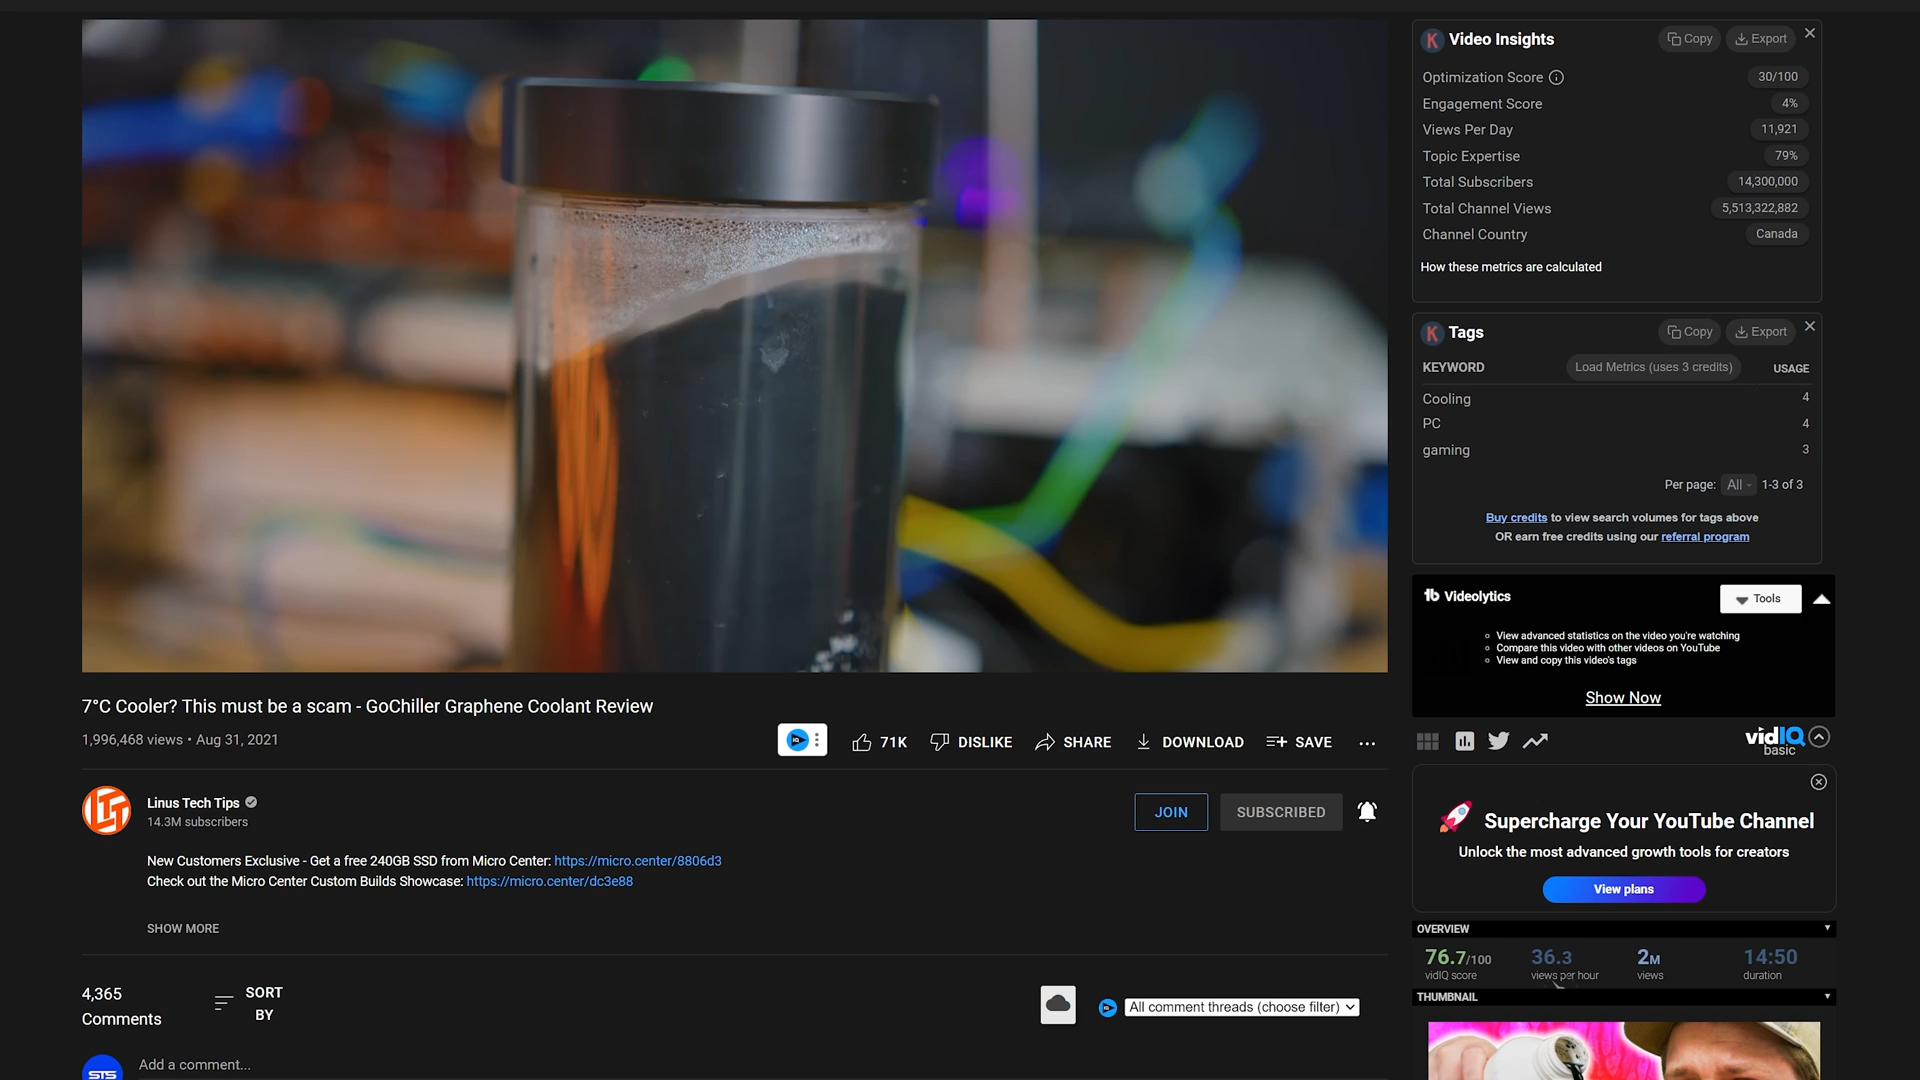 K Video Insights
Copy
Export
Optimization Score
30/100
Engagement Score
4%
Views Per Day
11,921
Topic Expertise
79%
Total Subscribers
14,300,000
Total Channel Views
5,513,322,882
Channel Country
Canada
How these metrics are calculated
K Tags
Copy
Export
KEYWORD
Load Metrics (uses 3 credits)
USAGE
Cooling
4
PC
4
gaming
3
Per page: All 1-3 of 3
Buy credits to view search volumes for tags above
OR earn free credits using our referral program
tb Videolytics
Tools
View advanced statistics on the video you're watching
Compare this video with other videos on YouTube
View and copy this video's tags
Show Now
vidIQ
basic
Supercharge Your YouTube Channel
Unlock the most advanced growth tools for creators
View plans
OVERVIEW
76.7/100
vidIQ score
36.3
views per hour
2M
views
14:50
duration
THUMBNAIL
7°C Cooler? This must be a scam - GoChiller Graphene Coolant Review
1,996,468 views • Aug 31, 2021
IQ
71K
DISLIKE
SHARE
DOWNLOAD
SAVE
LTT
Linus Tech Tips
14.3M subscribers
JOIN
SUBSCRIBED
New Customers Exclusive - Get a free 240GB SSD from Micro Center: https://micro.center/8806d3
Check out the Micro Center Custom Builds Showcase: https://micro.center/dc3e88
SHOW MORE
4,365
Comments
SORT
BY
All comment threads (choose filter)
STS
Add a comment...